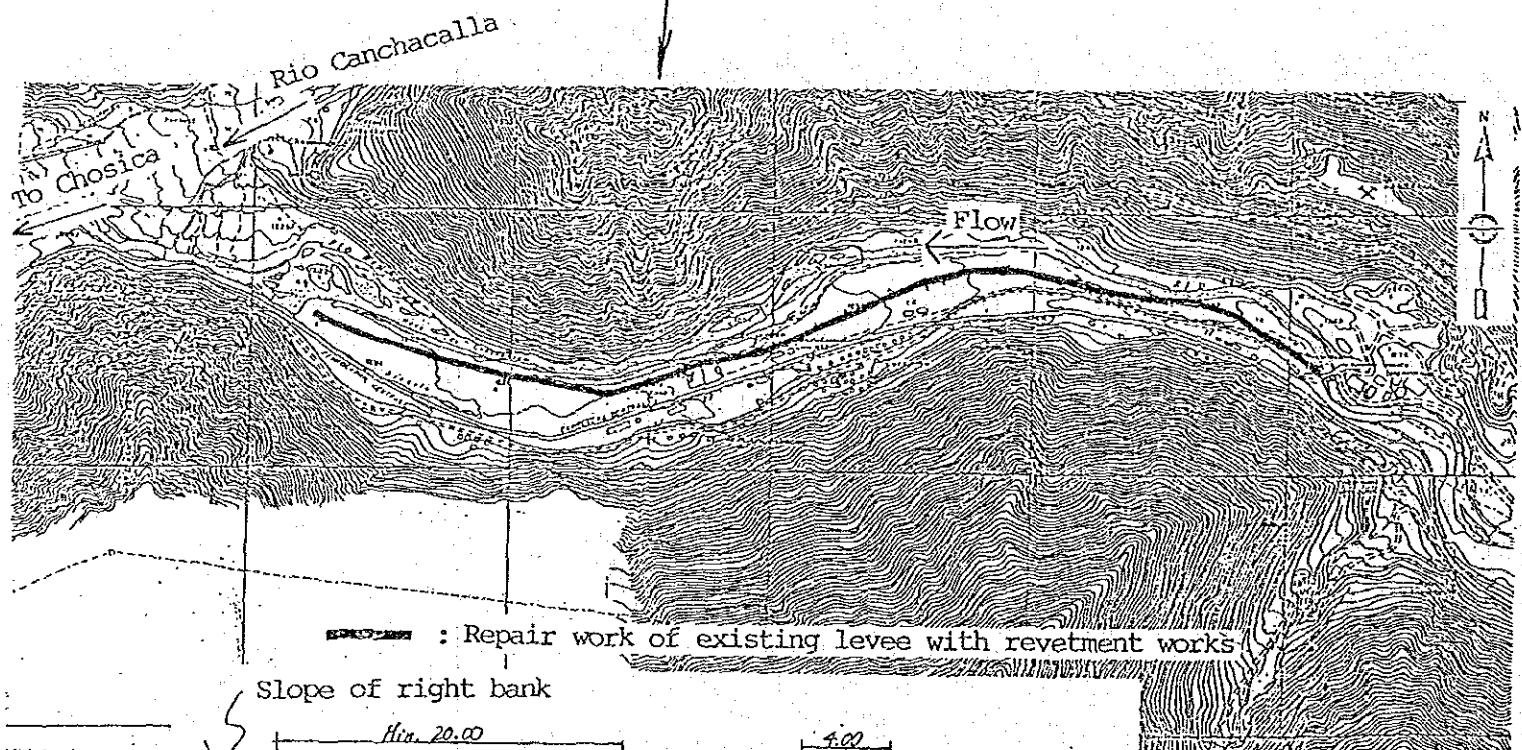 Rio Canchacalla
To Chosica
N
Flow
: Repair work of existing levee with revetment works
Slope of right bank
Min. 20.00
4.00